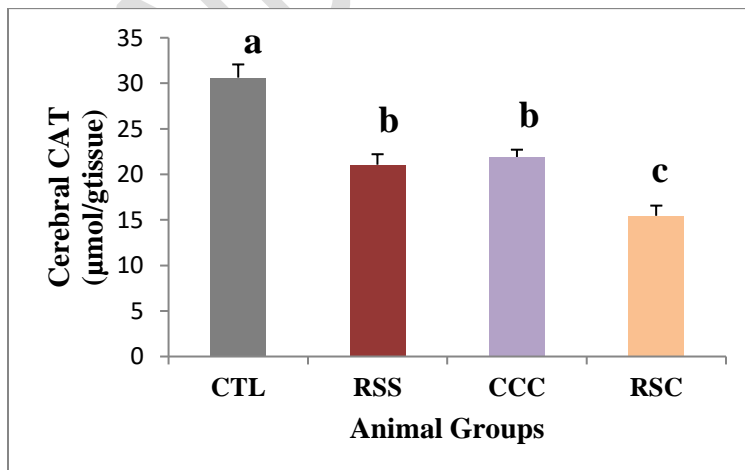 35
30
25
20
15
10
5
0
Cerebral CAT
(µmol/gtissue)
a
b
b
c
CTL RSS CCC RSC
Animal Groups